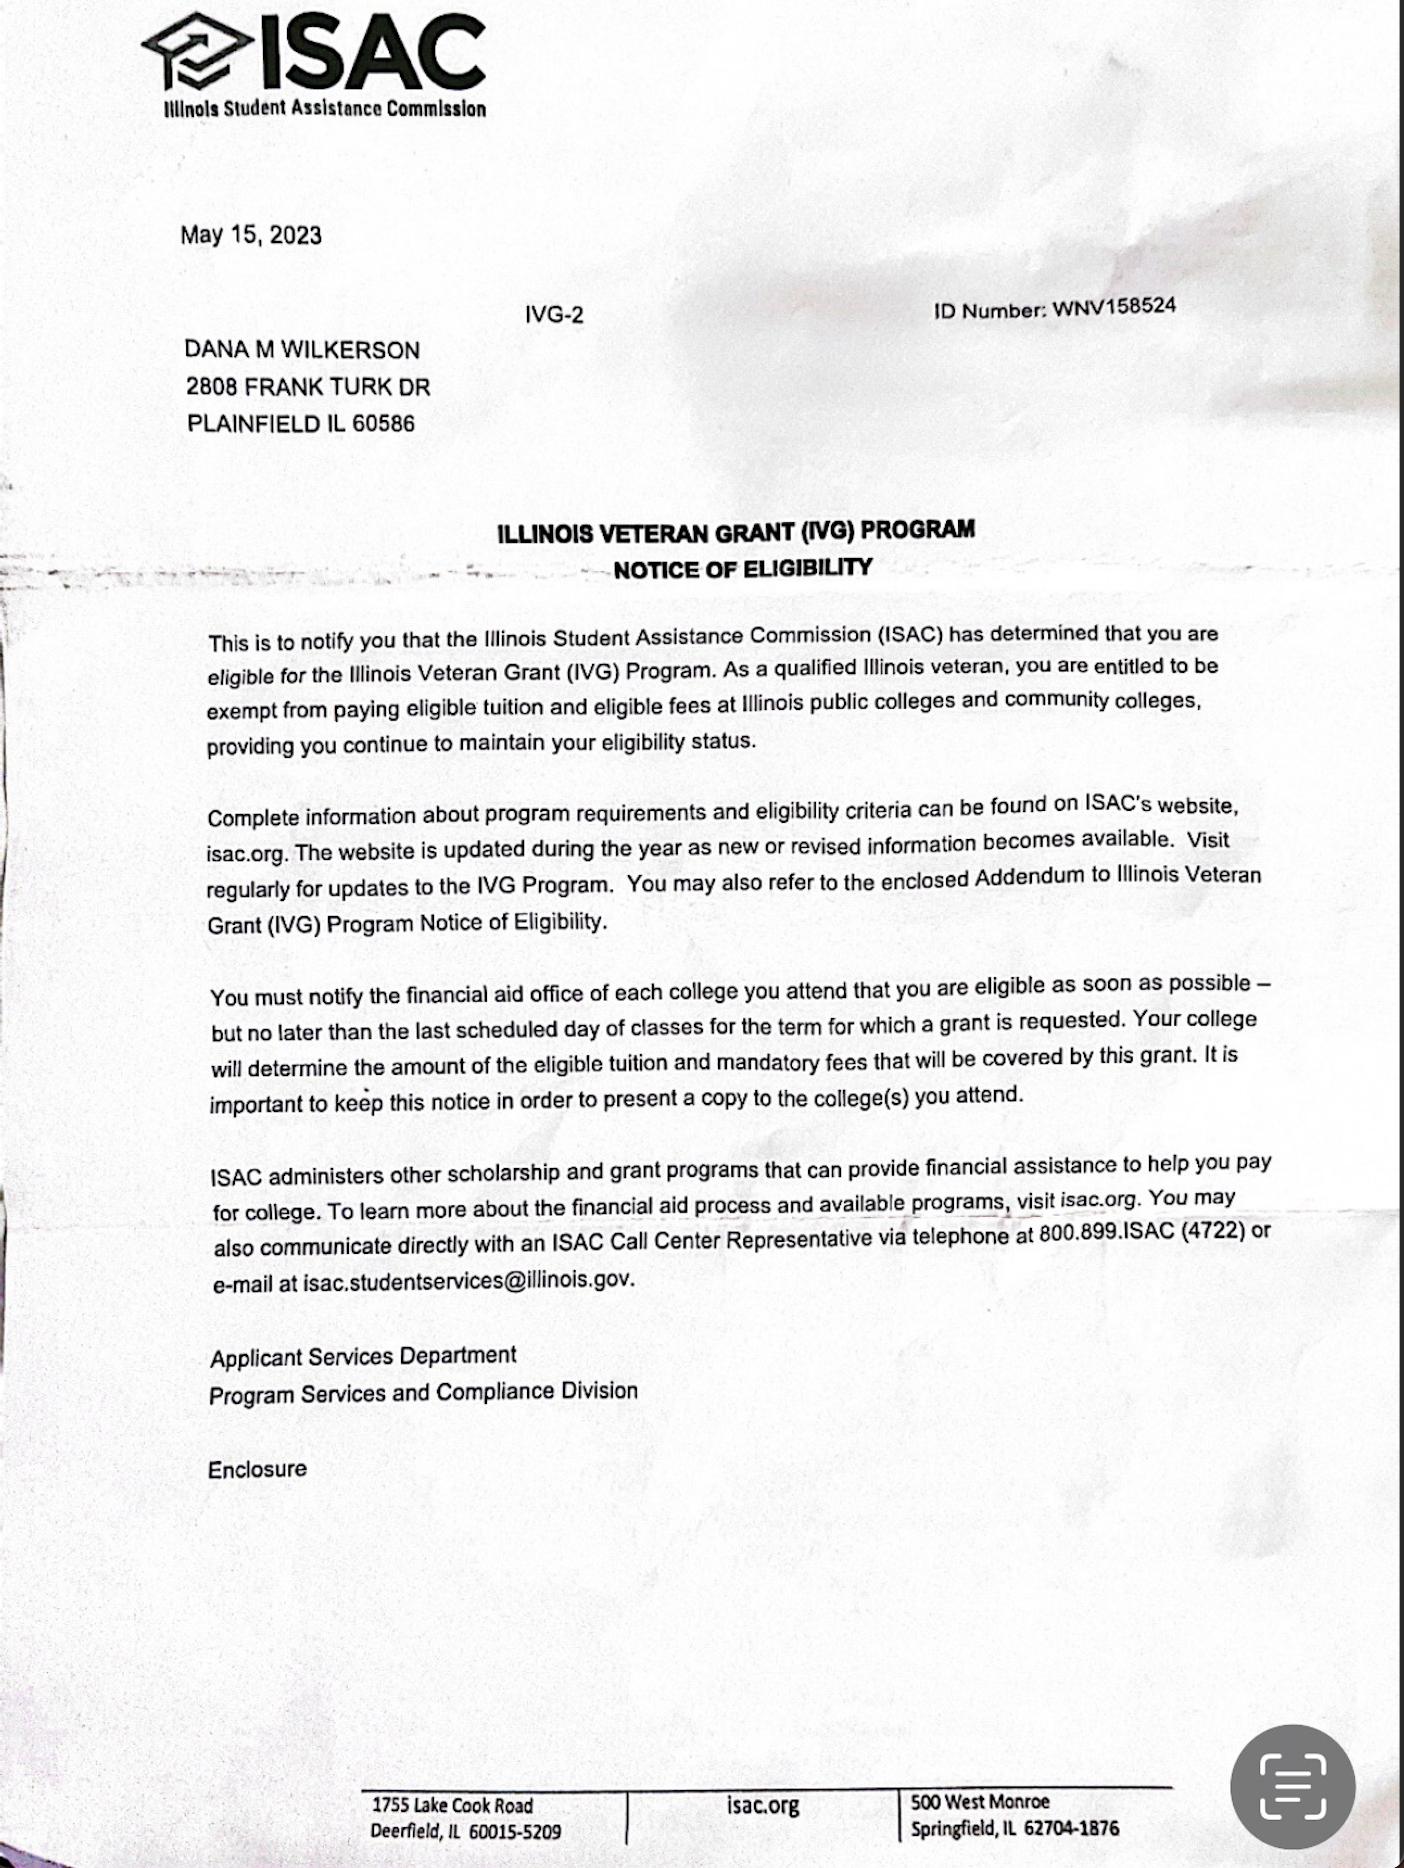 ISAC
Illinois Student Assistance Commission
May 15, 2023
IVG-2
ID Number: WNV158524
DANA M WILKERSON
2808 FRANK TURK DR
PLAINFIELD IL 60586
ILLINOIS VETERAN GRANT (IVG) PROGRAM
NOTICE OF ELIGIBILITY
This is to notify you that the Illinois Student Assistance Commission (ISAC) has determined that you are
eligible for the Illinois Veteran Grant (IVG) Program. As a qualified Illinois veteran, you are entitled to be
exempt from paying eligible tuition and eligible fees at Illinois public colleges and community colleges,
providing you continue to maintain your eligibility status.
Complete information about program requirements and eligibility criteria can be found on ISAC's website,
isac.org. The website is updated during the year as new or revised information becomes available. Visit
regularly for updates to the IVG Program. You may also refer to the enclosed Addendum to Illinois Veteran
Grant (IVG) Program Notice of Eligibility.
You must notify the financial aid office of each college you attend that you are eligible as soon as possible –
but no later than the last scheduled day of classes for the term for which a grant is requested. Your college
will determine the amount of the eligible tuition and mandatory fees that will be covered by this grant. It is
important to keep this notice in order to present a copy to the college(s) you attend.
ISAC administers other scholarship and grant programs that can provide financial assistance to help you pay
for college. To learn more about the financial aid process and available programs, visit isac.org. You may
also communicate directly with an ISAC Call Center Representative via telephone at 800.899.ISAC (4722) or
e-mail at isac.studentservices@illinois.gov.
Applicant Services Department
Program Services and Compliance Division
Enclosure
1755 Lake Cook Road
Deerfield, IL 60015-5209
isac.org
500 West Monroe
Springfield, IL 62704-1876